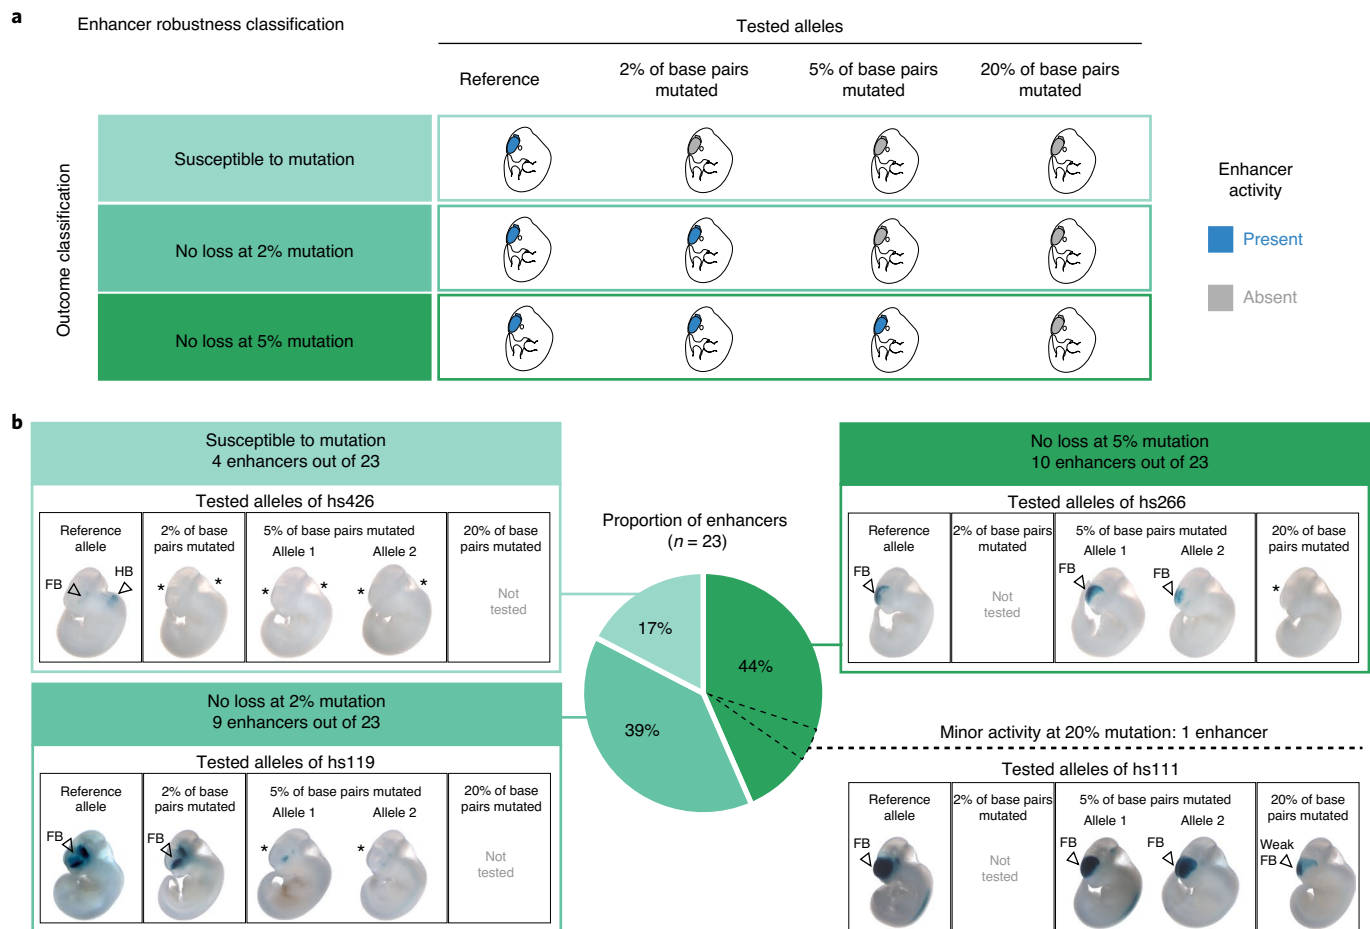 a
Enhancer robustness classification
Tested alleles
Reference
2% of base pairs
mutated
5% of base pairs
mutated
20% of base pairs
mutated
Outcome classification
Susceptible to mutation
No loss at 2% mutation
No loss at 5% mutation
Enhancer
activity
Present
Absent
b
Susceptible to mutation
4 enhancers out of 23
Tested alleles of hs426
Reference
allele
2% of base
pairs mutated
5% of base pairs mutated
Allele 1
Allele 2
20% of base
pairs mutated
FB
HB
*
*
*
*
*
*
Not
tested
No loss at 2% mutation
9 enhancers out of 23
Tested alleles of hs119
Reference
allele
2% of base
pairs mutated
5% of base pairs mutated
Allele 1
Allele 2
20% of base
pairs mutated
FB
FB
*
*
Not
tested
Proportion of enhancers
(n = 23)
17%
44%
39%
No loss at 5% mutation
10 enhancers out of 23
Tested alleles of hs266
Reference
allele
2% of base pairs
mutated
5% of base pairs mutated
Allele 1
Allele 2
20% of base
pairs mutated
FB
Not
tested
FB
FB
*
Minor activity at 20% mutation: 1 enhancer
Tested alleles of hs111
Reference
allele
2% of base pairs
mutated
5% of base pairs mutated
Allele 1
Allele 2
20% of base
pairs mutated
FB
Not
tested
FB
FB
Weak
FB